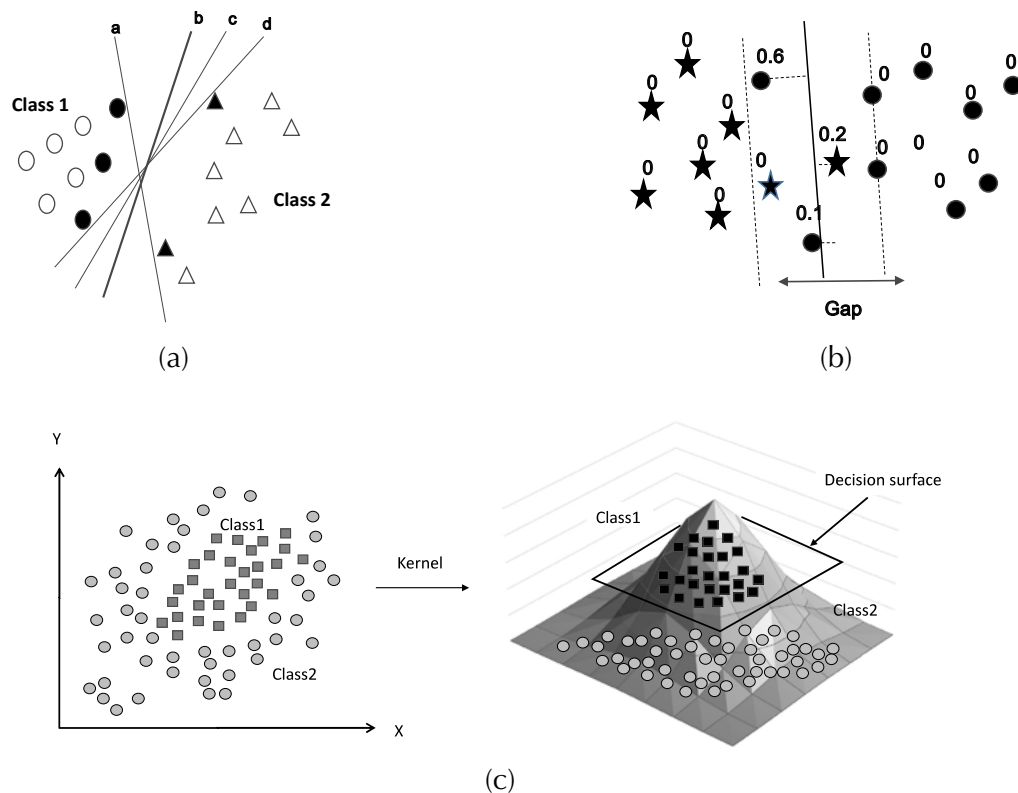 a
b
c
d
Class 1
Class 2
(a)
0
0
0
0
0
0
0
0.6
0.2
0.1
0
0
0
0
0
0
0
0
Gap
(b)
Y
X
Class1
Class2
Kernel
Class1
Decision surface
Class2
(c)